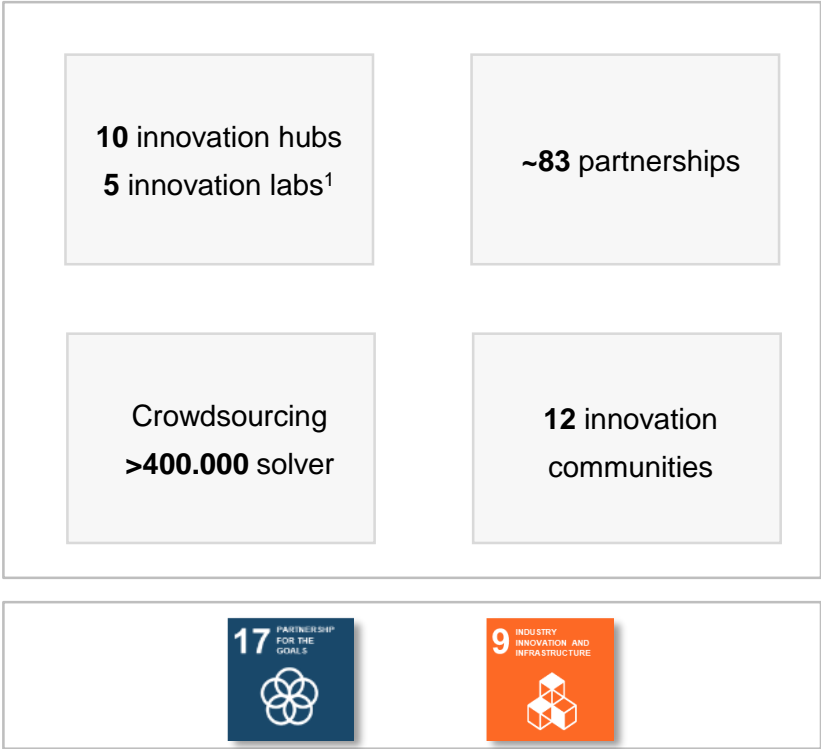 10 innovation hubs
5 innovation labs1
~83 partnerships
Crowdsourcing
>400.000 solver
12 innovation
communities
17 PARTNERSHIP
FOR THE
GOALS
9 INDUSTRY
INNOVATION AND
INFRASTRUCTURE